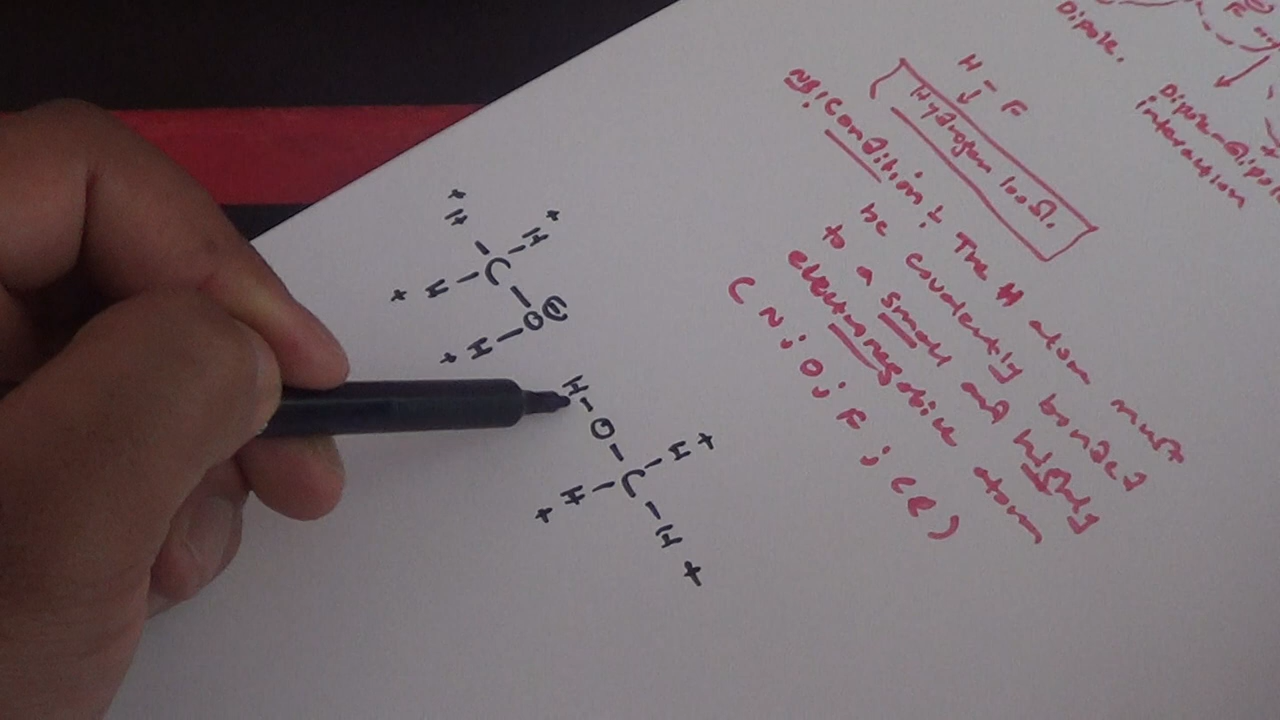 Dipole.
Dipole-Dipole
interaction
H - F
Hydrogen bond.
NB: Condition: The H atom must
be covalently bonded
to a small and highly
electronegative atom
(N; O; F; Cl)
+ +
H H
+ H - C
+ H - O
H - O
C - H +
+ H
H
+